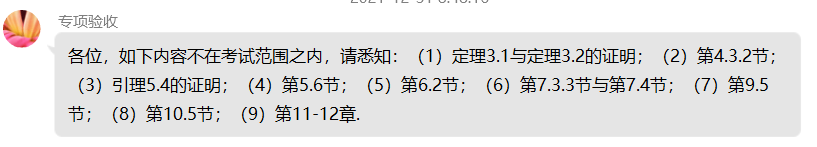 专项验收
各位，如下内容不在考试范围之内，请悉知：（1）定理3.1与定理3.2的证明；（2）第4.3.2节；
（3）引理5.4的证明；（4）第5.6节；（5）第6.2节；（6）第7.3.3节与第7.4节；（7）第9.5
节；（8）第10.5节；（9）第11-12章.